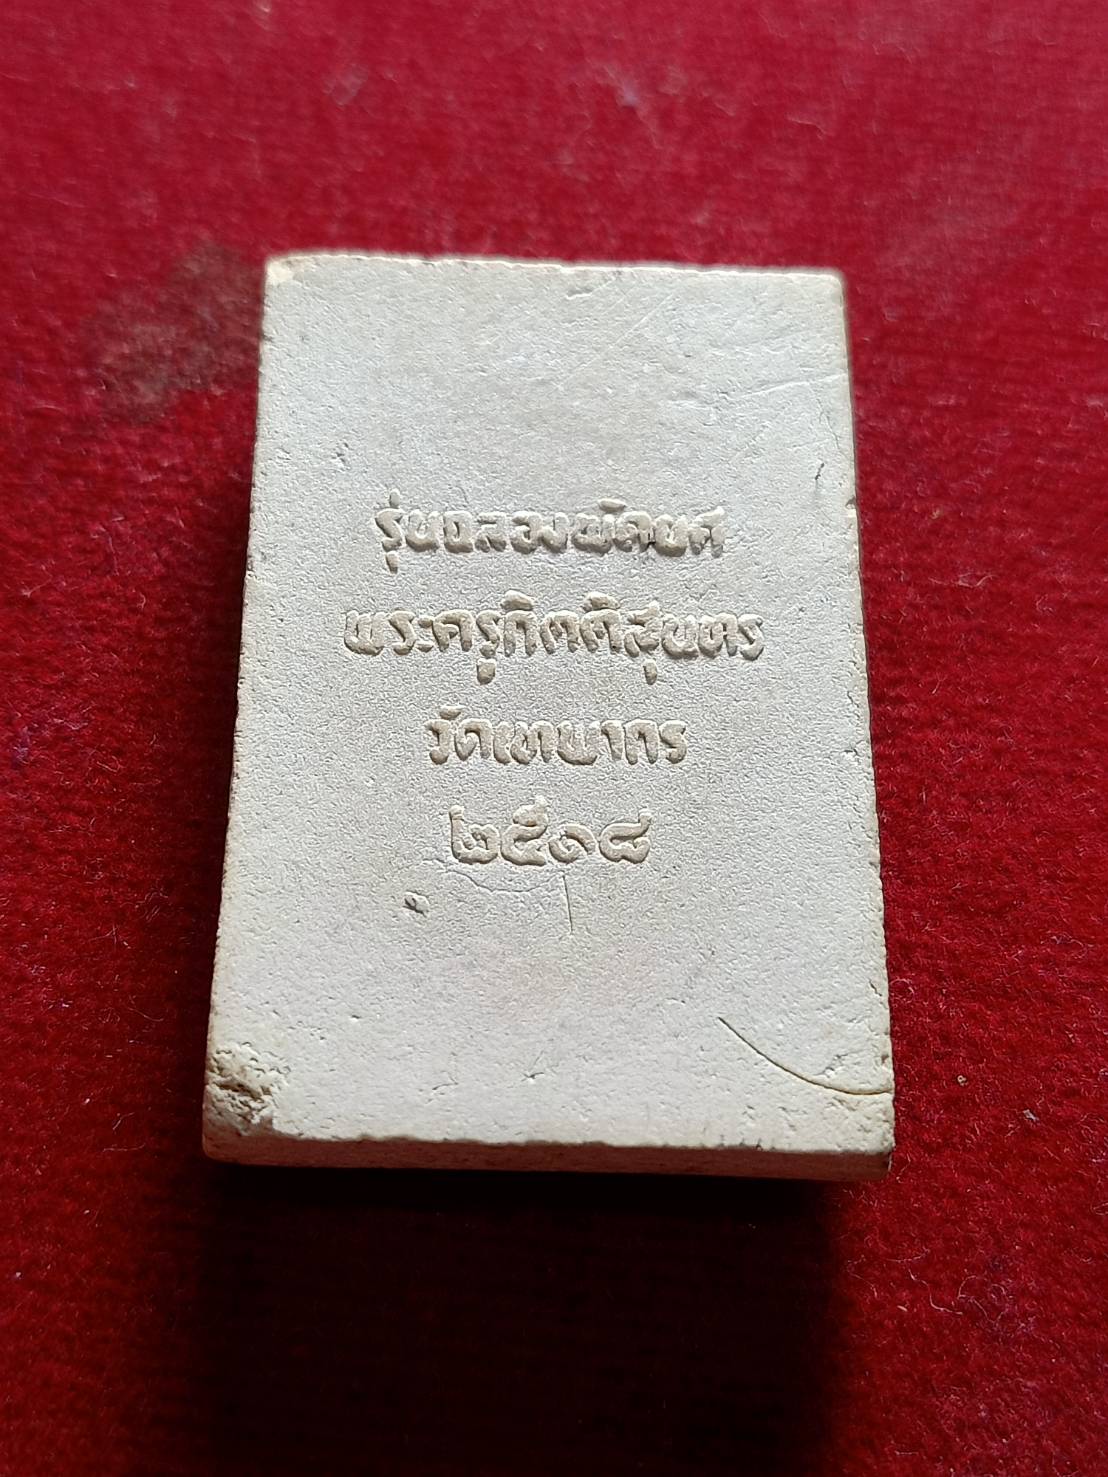 รุ่นฉลองพัดยศ
พระครูกิตติสุนทร
วัดเทพากร
๒๕๑๘